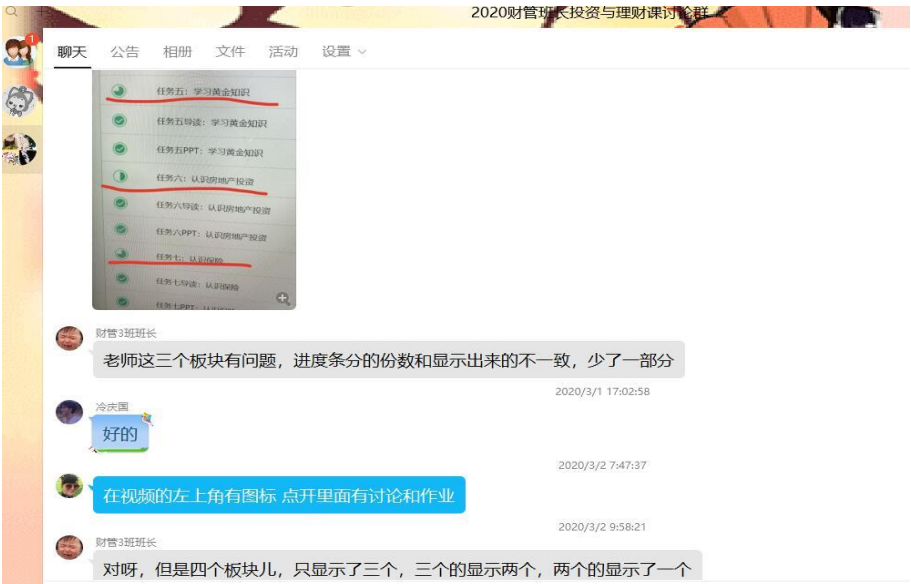 2020财管班长投资与理财课讨论群
1
聊天 公告 相册 文件 活动 设置
任务五：学习黄金知识
任务五导读：学习黄金知识
任务五PPT：学习黄金知识
任务六：认识房地产投资
任务六导读：认识房地产投资
任务六PPT：认识房地产投资
任务七：认识保险
任务七导读：认识保险
任务七PPT：认识保险
财管3班班长
老师这三个板块有问题，进度条分的份数和显示出来的不一致，少了一部分
2020/3/1 17:02:58
冷庆国
好的
2020/3/2 7:47:37
在视频的左上角有图标 点开里面有讨论和作业
2020/3/2 9:58:21
财管3班班长
对呀，但是四个板块儿，只显示了三个，三个的显示两个，两个的显示了一个